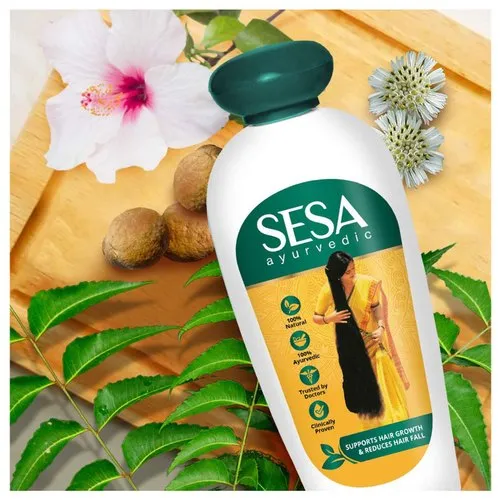 SESA
ayurvedic
100%
Natural
100%
Ayurvedic
Trusted by
Doctors
Clinically
Proven
SUPPORTS HAIR GROWTH
& REDUCES HAIR FALL